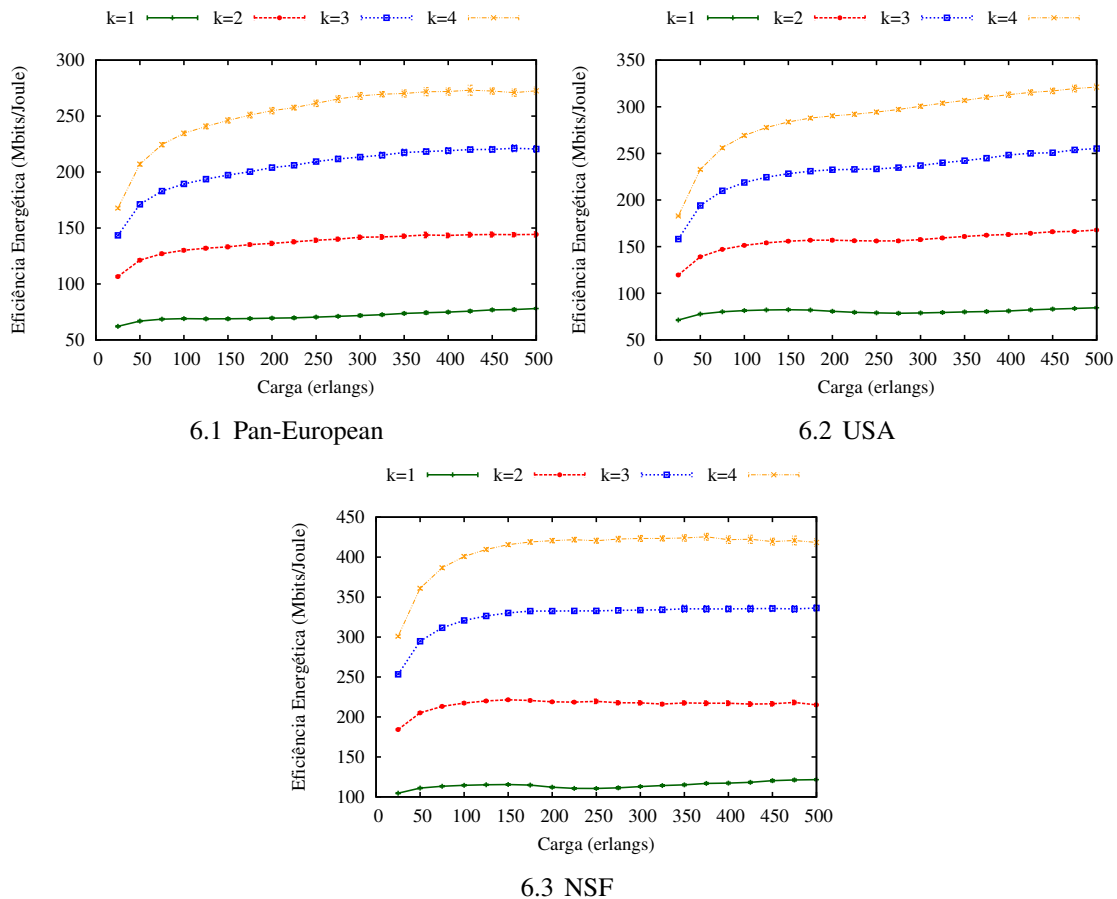 k=1 k=2 k=3 k=4
Eficiência Energética (Mbits/Joule)
300
250
200
150
100
50
0 50 100 150 200 250 300 350 400 450 500
Carga (erlangs)
6.1 Pan-European
k=1 k=2 k=3 k=4
Eficiência Energética (Mbits/Joule)
350
300
250
200
150
100
50
0 50 100 150 200 250 300 350 400 450 500
Carga (erlangs)
6.2 USA
k=1 k=2 k=3 k=4
Eficiência Energética (Mbits/Joule)
450
400
350
300
250
200
150
100
0 50 100 150 200 250 300 350 400 450 500
Carga (erlangs)
6.3 NSF